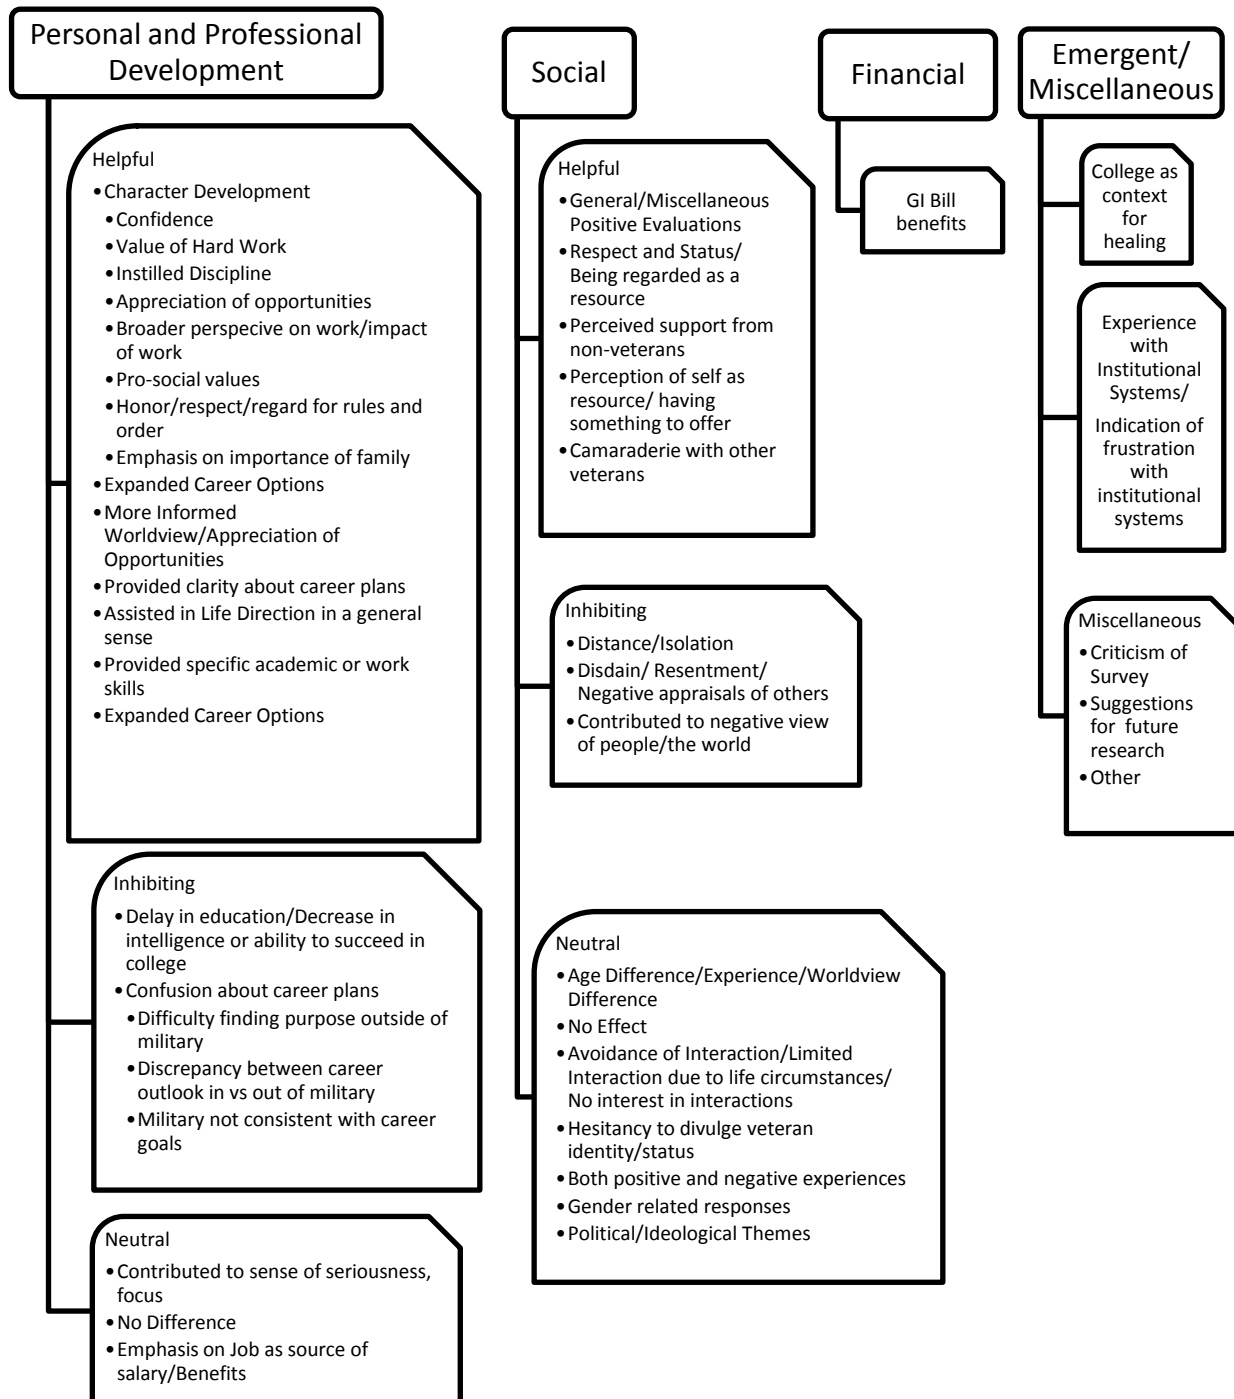 Personal and Professional
Development
Helpful
•Character Development
•Confidence
•Value of Hard Work
•Instilled Discipline
•Appreciation of opportunities
•Broader perspecive on work/impact
of work
•Pro-social values
•Honor/respect/regard for rules and
order
•Emphasis on importance of family
•Expanded Career Options
•More Informed
Worldview/Appreciation of
Opportunities
•Provided clarity about career plans
•Assisted in Life Direction in a general
sense
•Provided specific academic or work
skills
•Expanded Career Options
Inhibiting
•Delay in education/Decrease in
intelligence or ability to succeed in
college
•Confusion about career plans
•Difficulty finding purpose outside of
military
•Discrepancy between career
outlook in vs out of military
•Military not consistent with career
goals
Neutral
•Contributed to sense of seriousness,
focus
•No Difference
•Emphasis on Job as source of
salary/Benefits
Social
Helpful
•General/Miscellaneous
Positive Evaluations
•Respect and Status/
Being regarded as a
resource
•Perceived support from
non-veterans
•Perception of self as
resource/ having
something to offer
•Camaraderie with other
veterans
Inhibiting
•Distance/Isolation
•Disdain/ Resentment/
Negative appraisals of others
•Contributed to negative view
of people/the world
Neutral
•Age Difference/Experience/Worldview
Difference
•No Effect
•Avoidance of Interaction/Limited
Interaction due to life circumstances/
No interest in interactions
•Hesitancy to divulge veteran
identity/status
•Both positive and negative experiences
•Gender related responses
•Political/Ideological Themes
Financial
GI Bill
benefits
Emergent/
Miscellaneous
College as
context
for
healing
Experience
with
Institutional
Systems/
Indication of
frustration
with
institutional
systems
Miscellaneous
•Criticism of
Survey
•Suggestions
for future
research
•Other